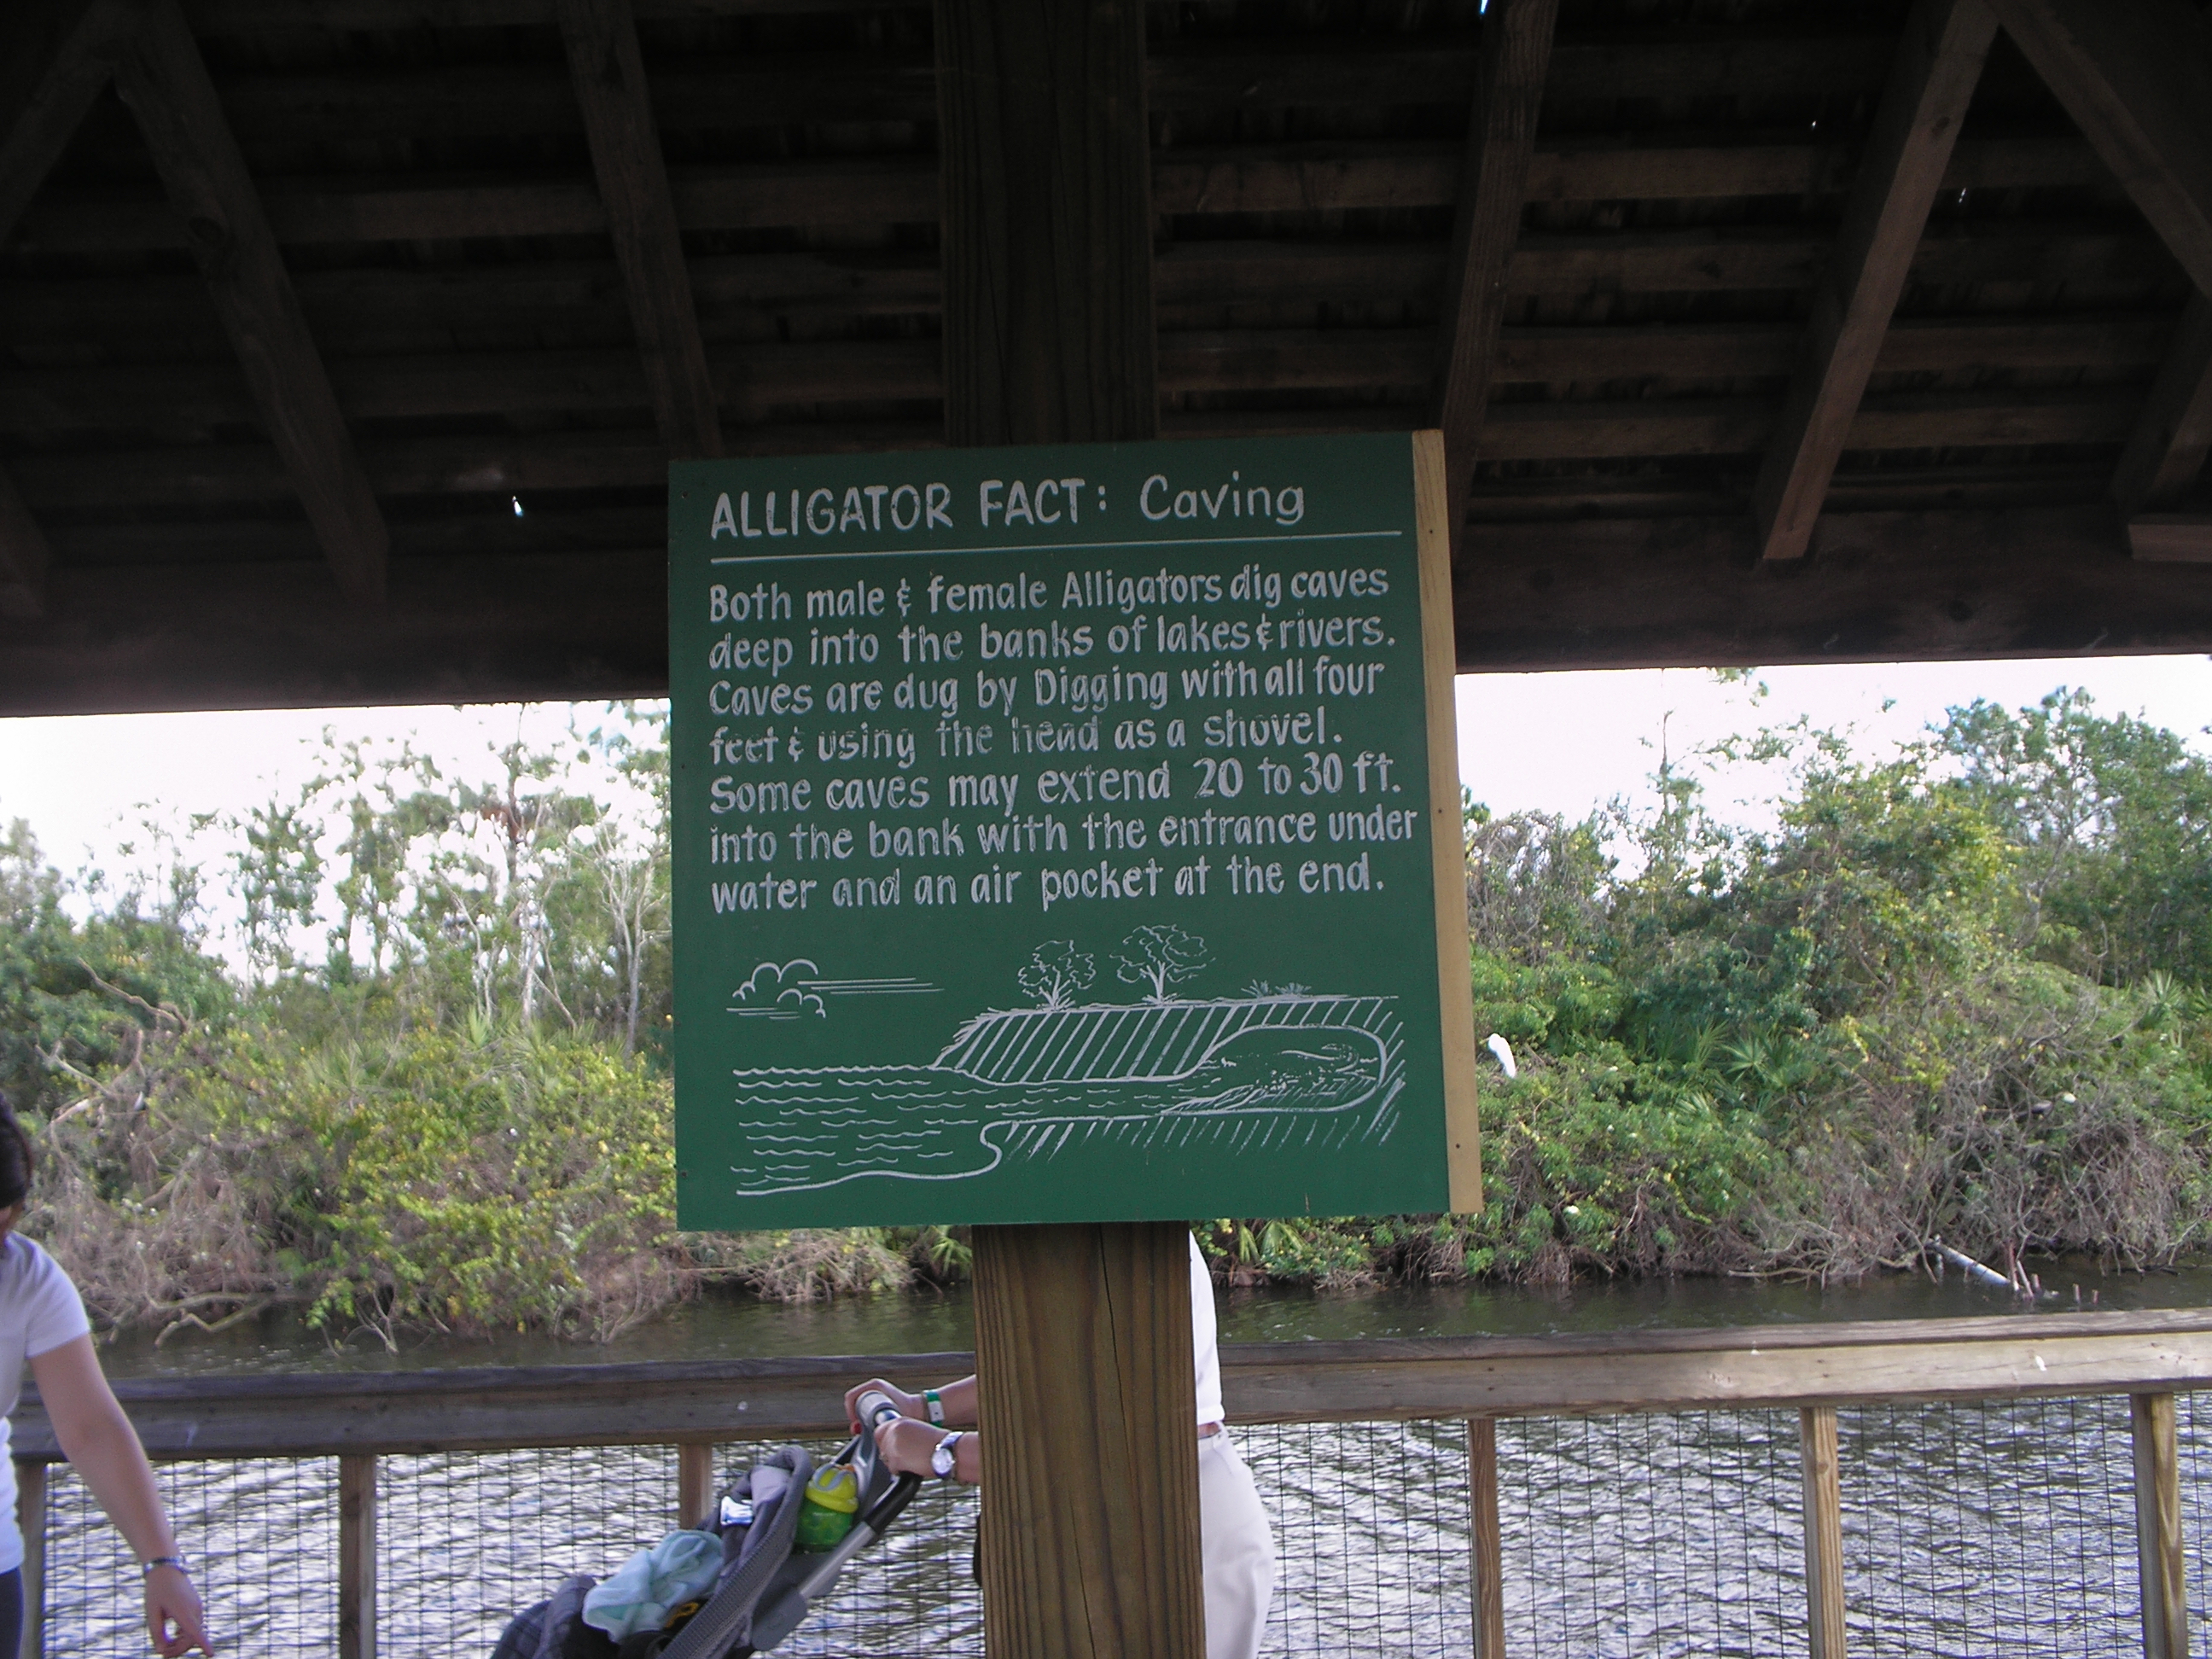 ALLIGATOR FACT: Caving
Both male & female Alligators dig caves
deep into the banks of lakes & rivers.
Caves are dug by Digging with all four
feet & using the head as a shovel.
Some caves may extend 20 to 30 ft.
into the bank with the entrance under
water and an air pocket at the end.